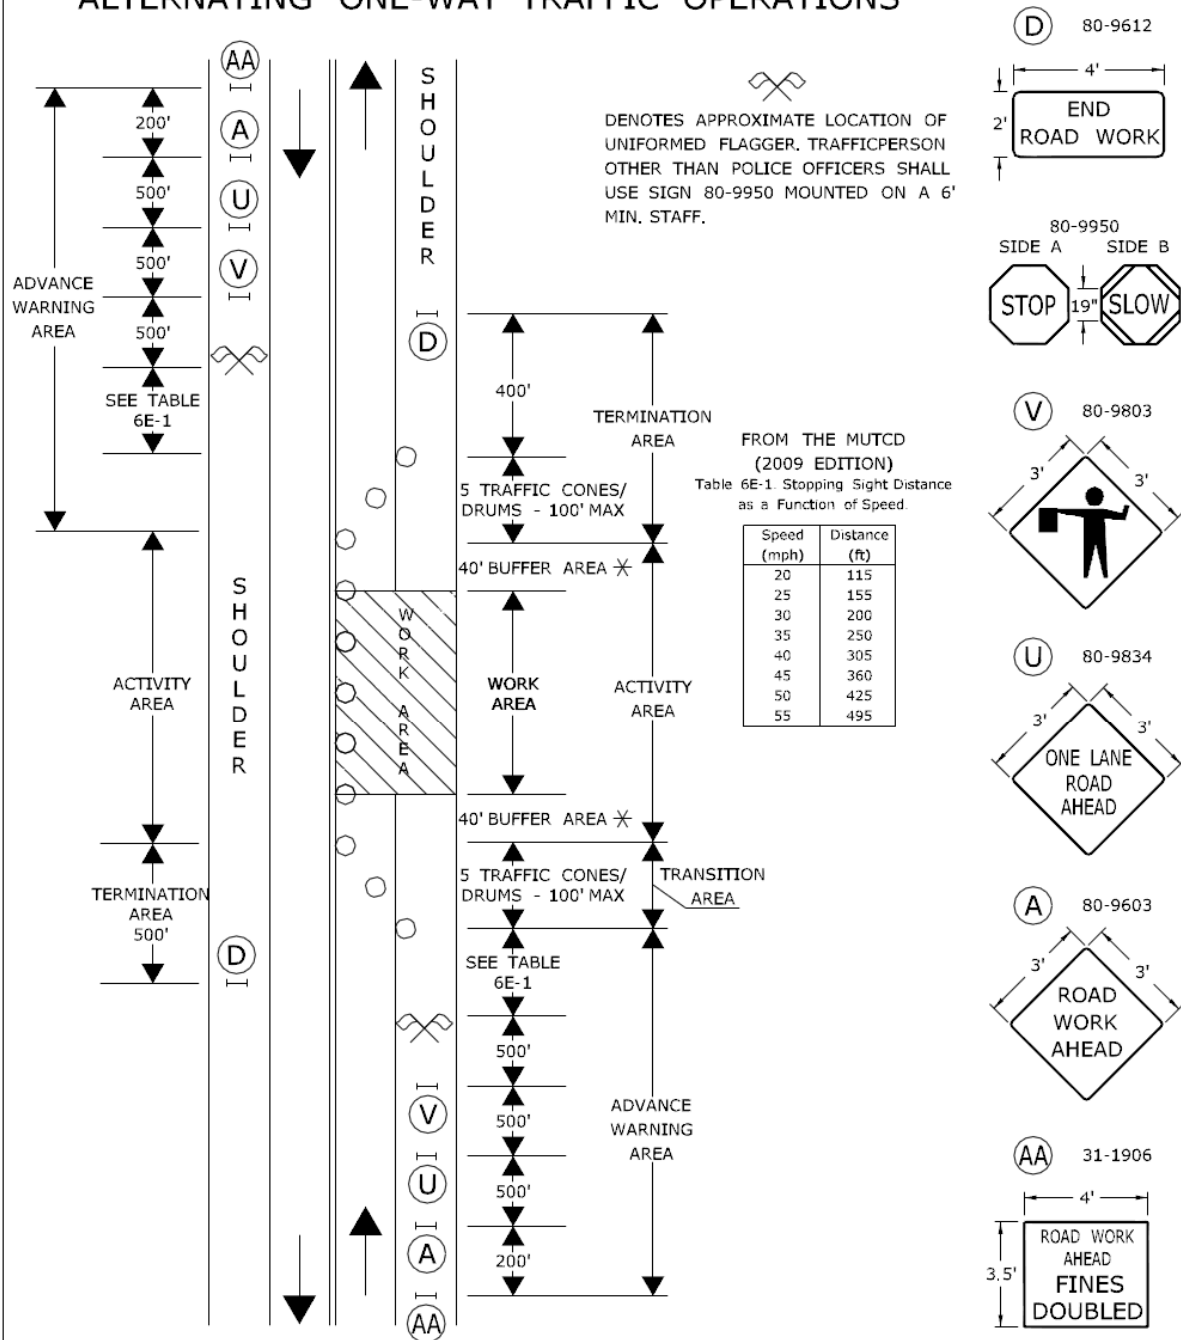 ALTERNATING ONE-WAY TRAFFIC OPERATIONS
AA
200'
A
500'
U
500'
V
500'
ADVANCE
WARNING
AREA
SEE TABLE
6E-1
SHOULDER
ACTIVITY
AREA
TERMINATION
AREA
500'
D
SHOULDER
D
400'
TERMINATION
AREA
5 TRAFFIC CONES/
DRUMS - 100' MAX
40' BUFFER AREA *
WORK AREA
WORK
AREA
ACTIVITY
AREA
40' BUFFER AREA *
5 TRAFFIC CONES/
DRUMS - 100' MAX
TRANSITION
AREA
SEE TABLE
6E-1
500'
V
500'
U
500'
A
200'
AA
ADVANCE
WARNING
AREA
DENOTES APPROXIMATE LOCATION OF
UNIFORMED FLAGGER. TRAFFICPERSON
OTHER THAN POLICE OFFICERS SHALL
USE SIGN 80-9950 MOUNTED ON A 6'
MIN. STAFF.
FROM THE MUTCD
(2009 EDITION)
Table 6E-1. Stopping Sight Distance
as a Function of Speed.
Speed Distance
(mph) (ft)
20 115
25 155
30 200
35 250
40 305
45 360
50 425
55 495
D 80-9612
4'
2'
END
ROAD WORK
80-9950
SIDE A SIDE B
STOP 19" SLOW
V 80-9803
3' 3'
U 80-9834
3' 3'
ONE LANE
ROAD
AHEAD
A 80-9603
3' 3'
ROAD
WORK
AHEAD
AA 31-1906
4'
3.5'
ROAD WORK
AHEAD
FINES
DOUBLED